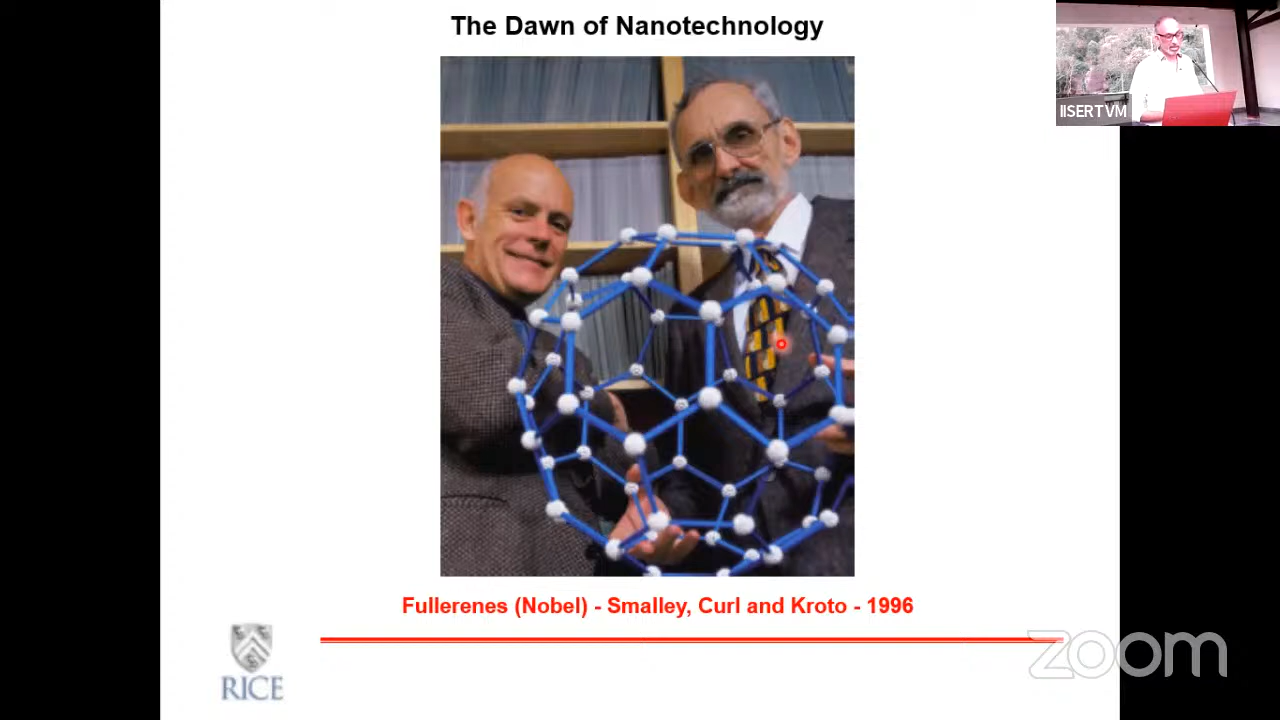 The Dawn of Nanotechnology
IISERTVM
Fullerenes (Nobel) - Smalley, Curl and Kroto - 1996
RICE
zoom